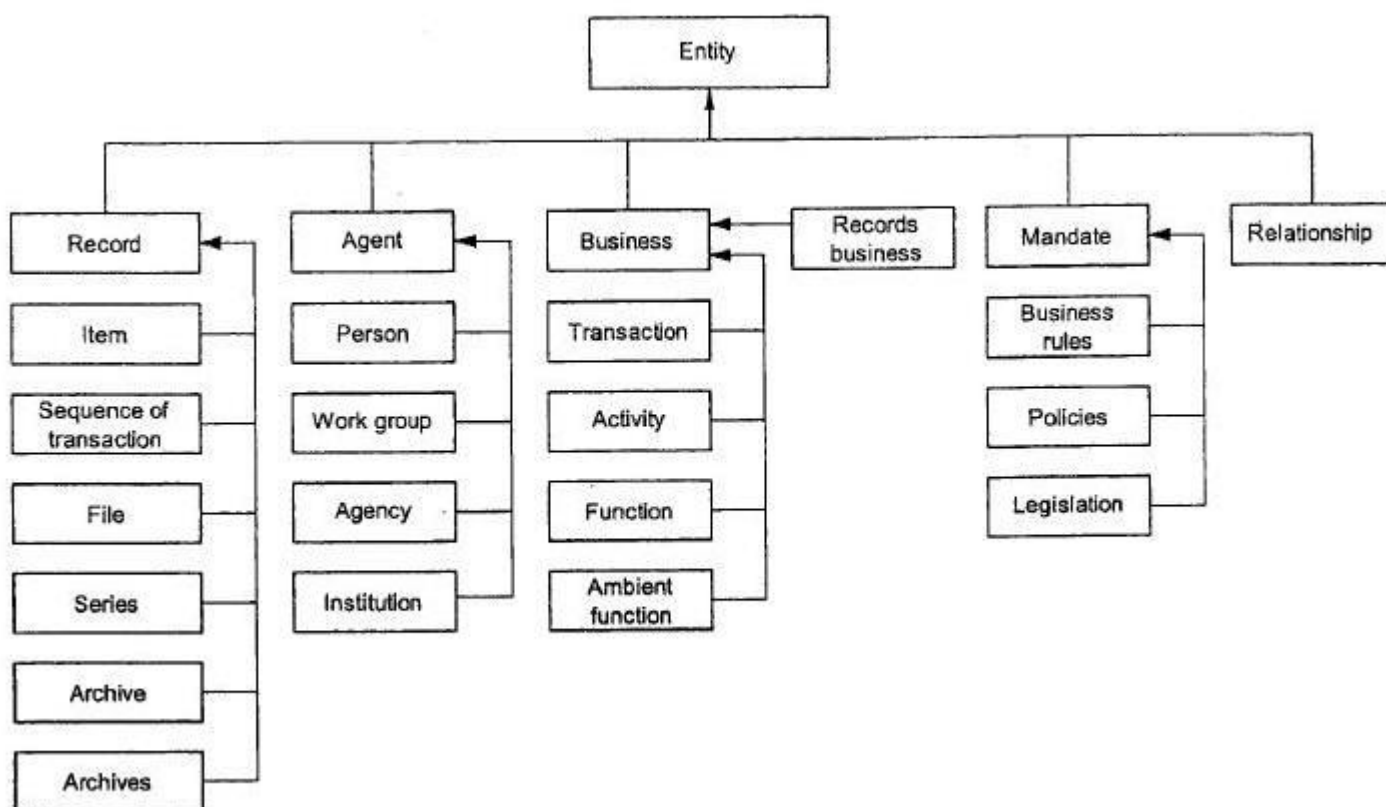 Entity
Record
Agent
Business
Records
business
Mandate
Relationship
Item
Person
Transaction
Business
rules
Sequence of
transaction
Work group
Activity
Policies
File
Agency
Function
Legislation
Series
Institution
Ambient
function
Archive
Archives